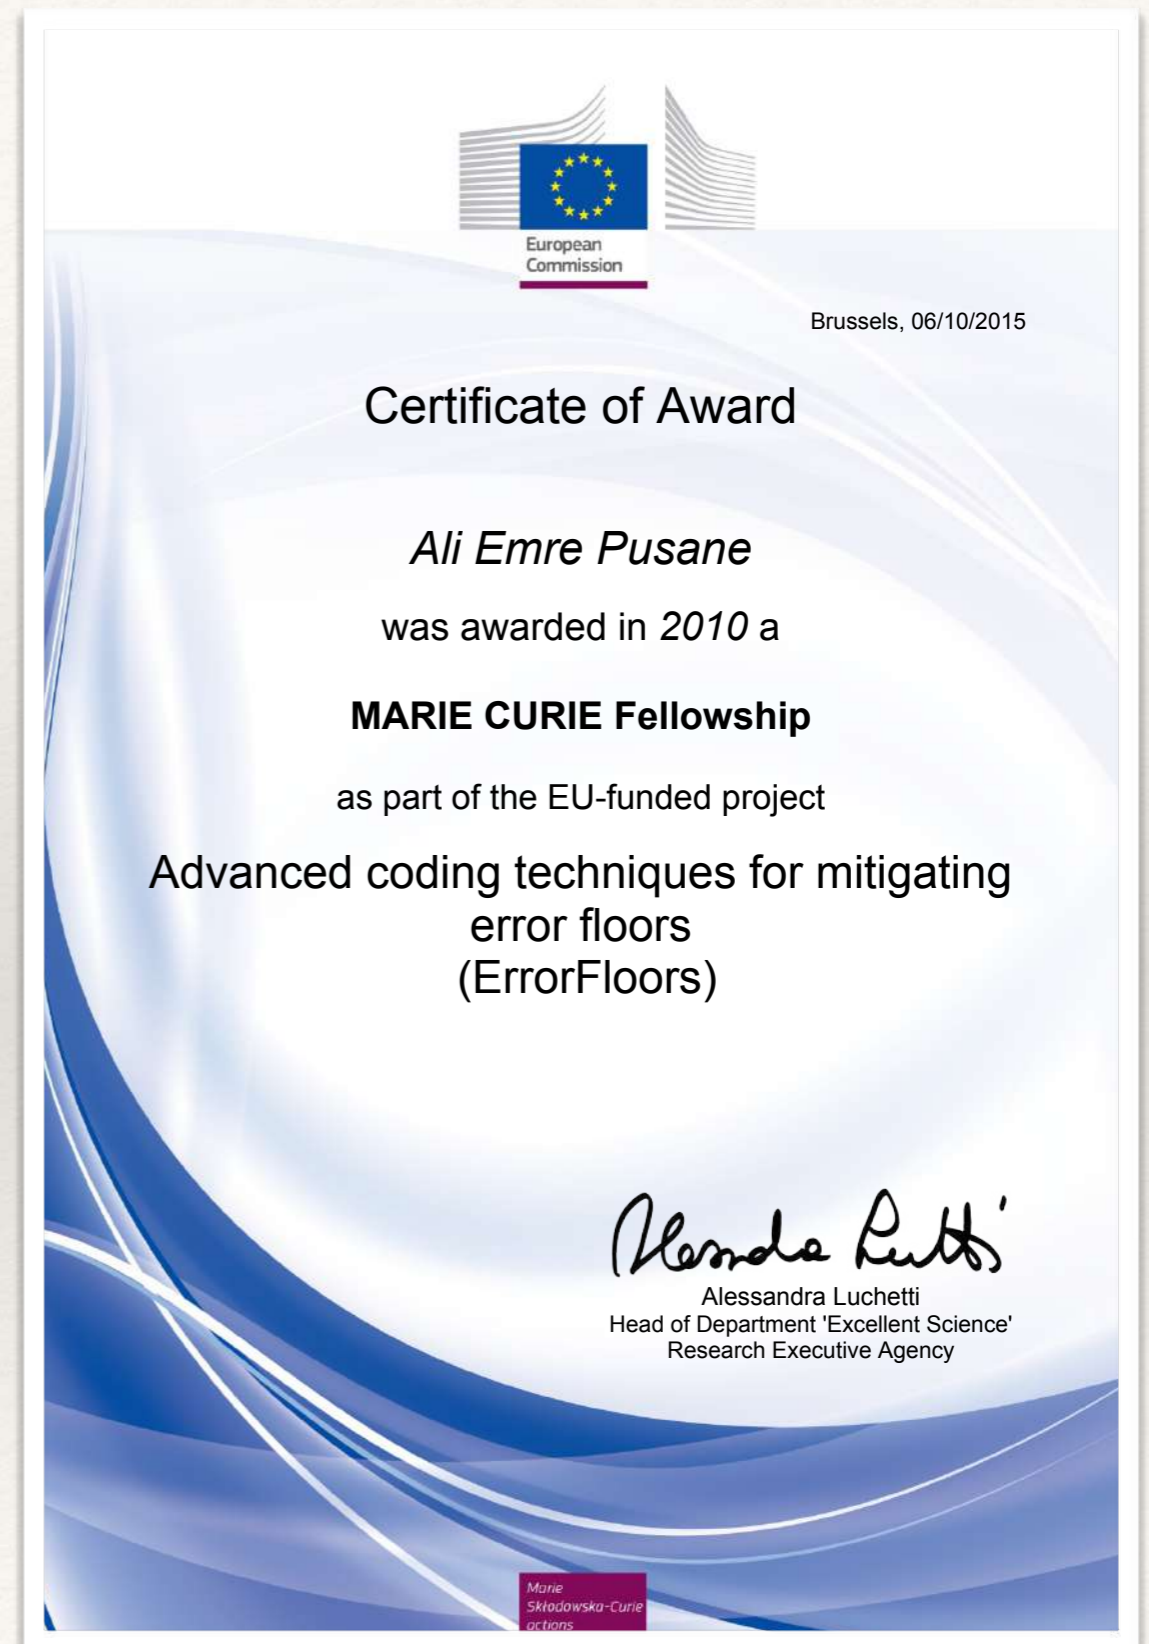 European
Commission
Brussels, 06/10/2015
Certificate of Award
Ali Emre Pusane
was awarded in 2010 a
MARIE CURIE Fellowship
as part of the EU-funded project
Advanced coding techniques for mitigating
error floors
(ErrorFloors)
Alessandra Luchetti
Head of Department 'Excellent Science'
Research Executive Agency
Marie
Skłodowska-Curie
actions